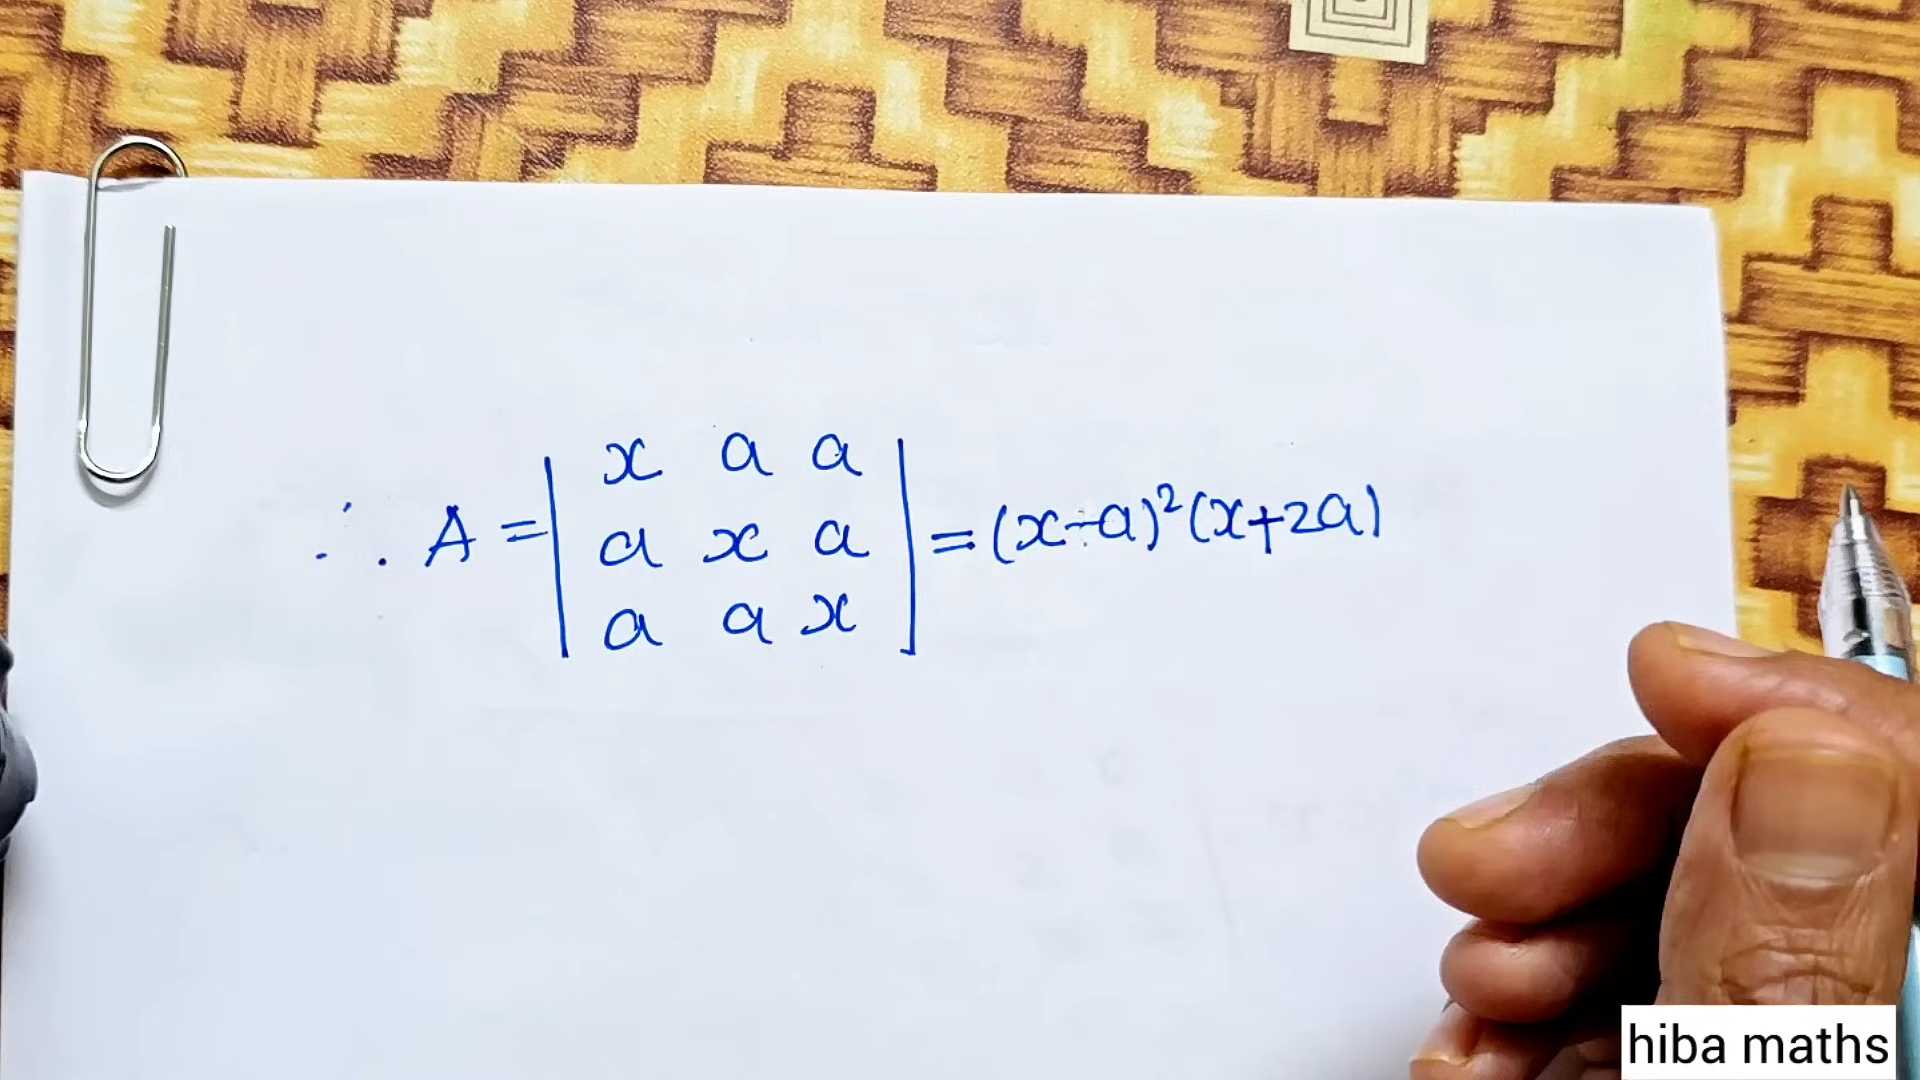 x a a
∴ A = | a x a | = (x-a)²(x+2a)
a a x
hiba maths